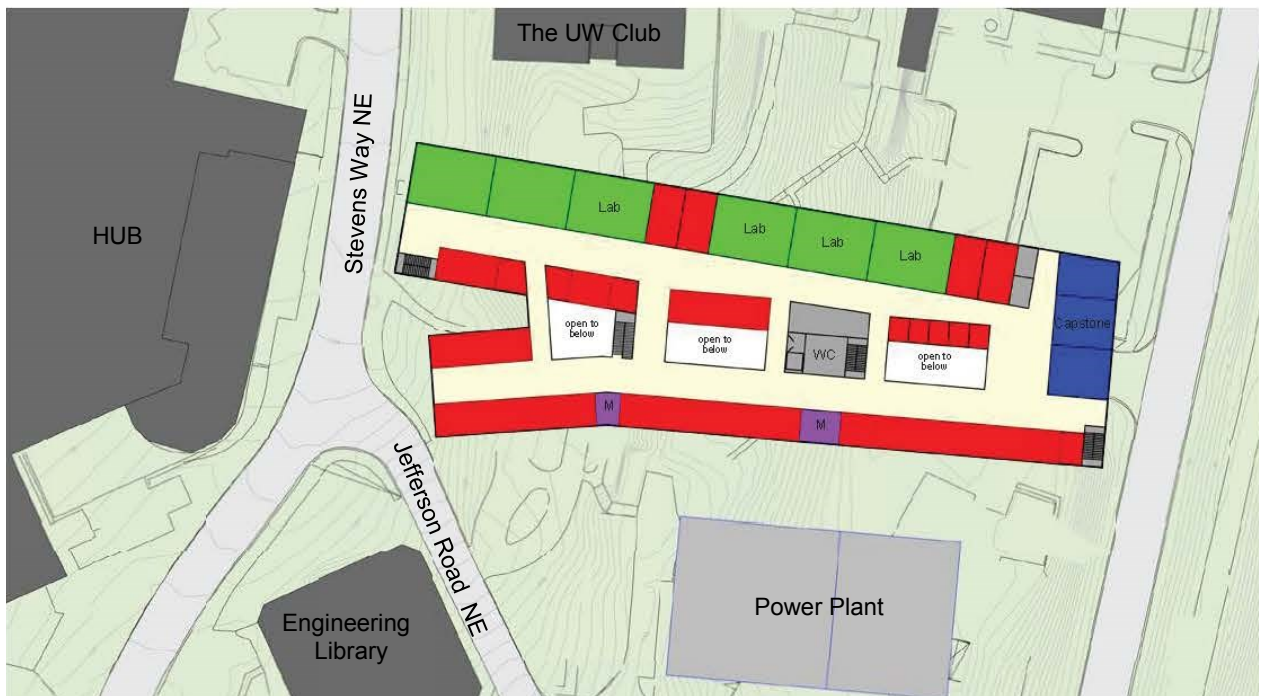 The UW Club
Stevens Way NE
HUB
Lab
Lab
Lab
Lab
open to
below
open to
below
WC
open to
below
Capstone
M
M
Jefferson Road NE
Engineering
Library
Power Plant